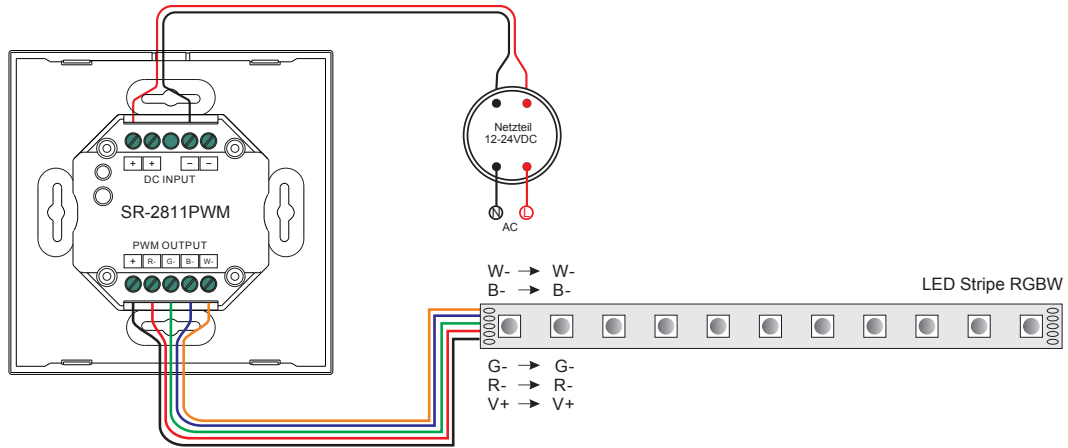 Netzteil
12-24VDC
N L
AC
+ + − −
DC INPUT
SR-2811PWM
PWM OUTPUT
+ R- G- B- W-
W- → W-
B- → B-
LED Stripe RGBW
G- → G-
R- → R-
V+ → V+